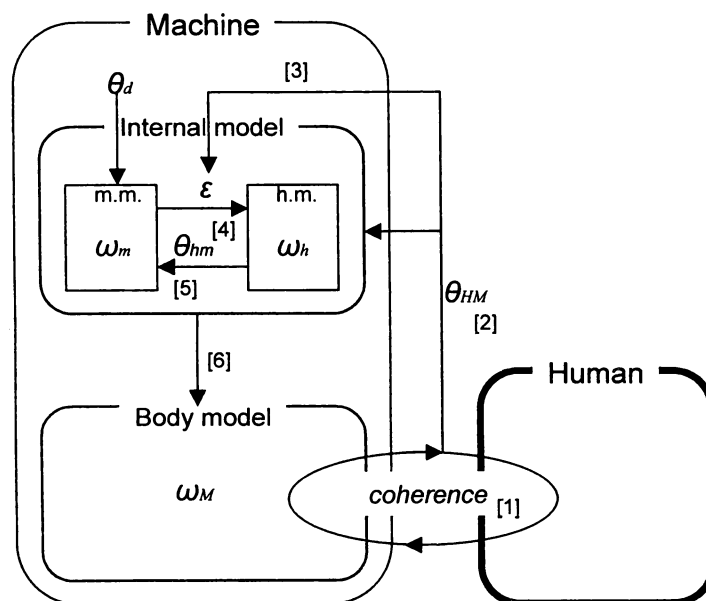 Machine
[3]
θd
Internal model
m.m.
ε
h.m.
ωm
[4]
θhm
ωh
[5]
θHM
[2]
[6]
Human
Body model
ωM
coherence
[1]